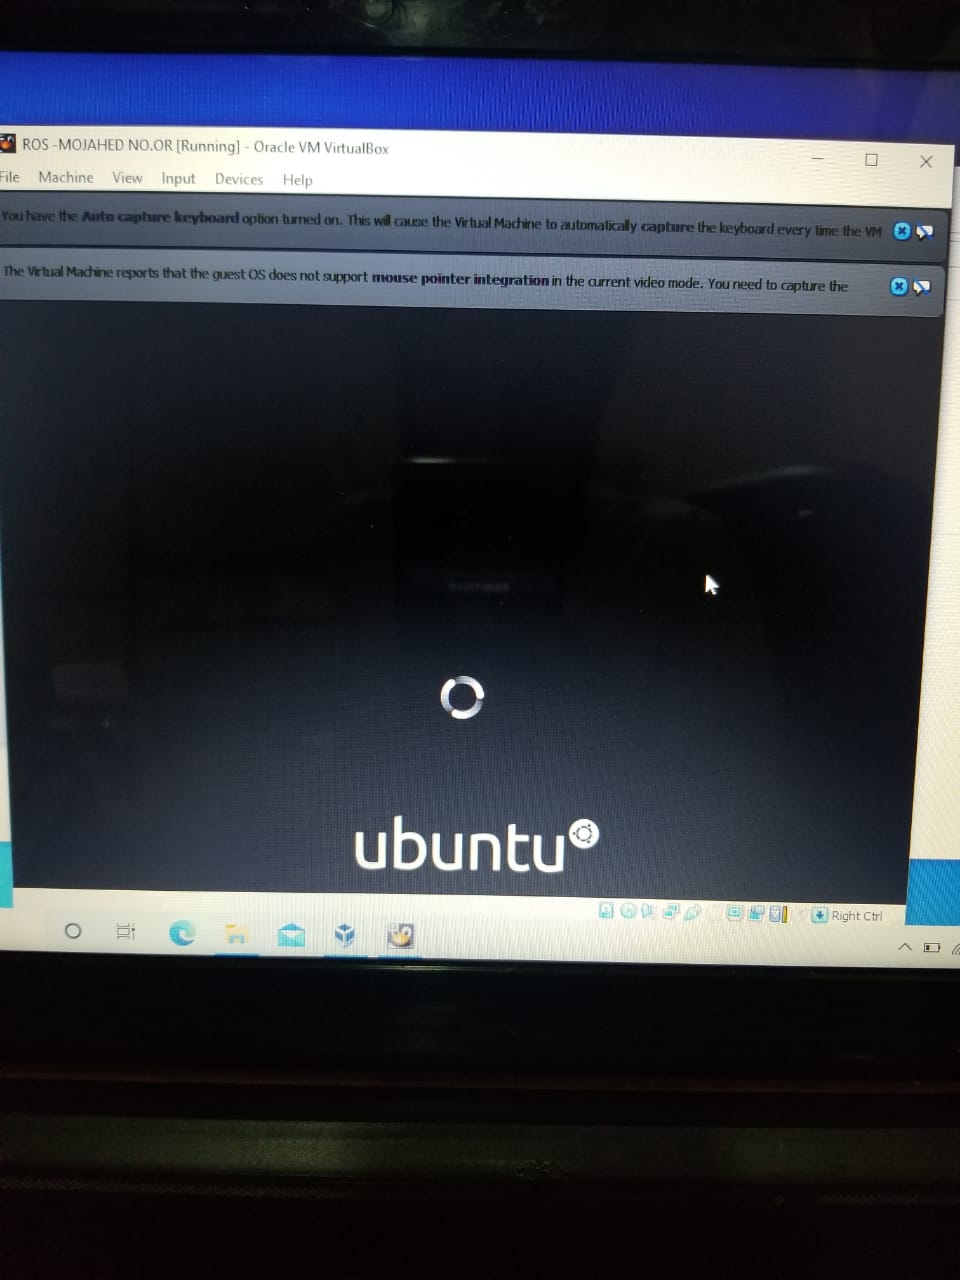 ROS -MOJAHED NO.OR [Running] - Oracle VM VirtualBox
File Machine View Input Devices Help
You have the Auto capture keyboard option turned on. This will cause the Virtual Machine to automatically capture the keyboard every time the VM
The Virtual Machine reports that the guest OS does not support mouse pointer integration in the current video mode. You need to capture the
ubuntu
Right Ctrl